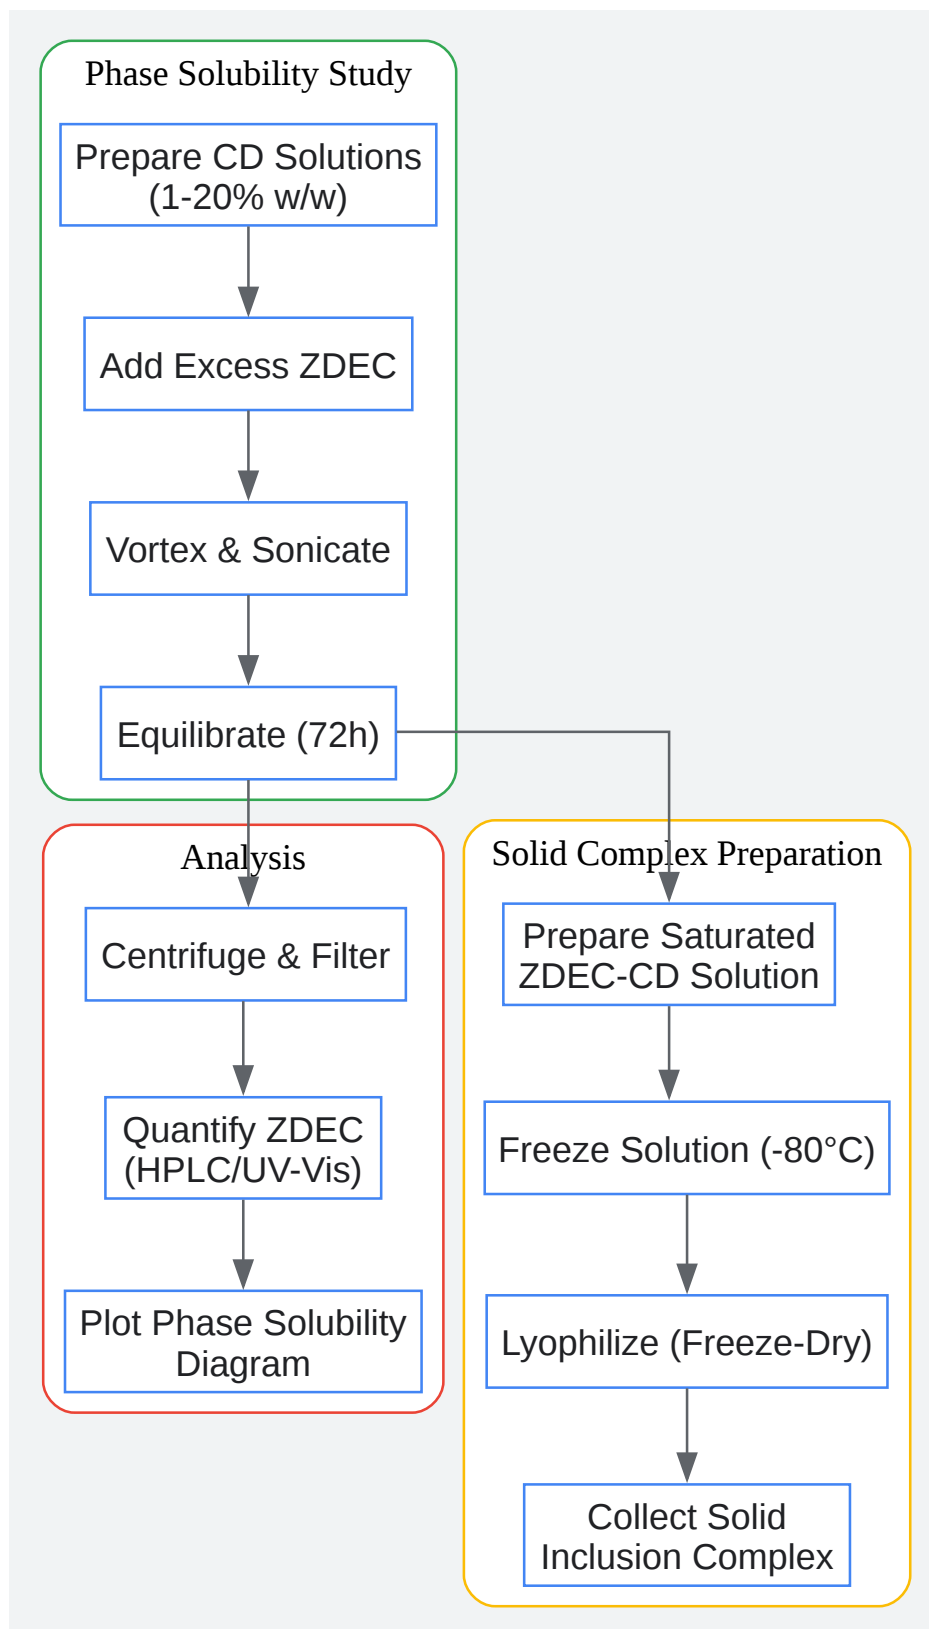 Phase Solubility Study
Prepare CD Solutions
(1-20% w/w)
Add Excess ZDEC
Vortex & Sonicate
Equilibrate (72h)
Analysis
Centrifuge & Filter
Quantify ZDEC
(HPLC/UV-Vis)
Plot Phase Solubility
Diagram
Solid Complex Preparation
Prepare Saturated
ZDEC-CD Solution
Freeze Solution (-80°C)
Lyophilize (Freeze-Dry)
Collect Solid
Inclusion Complex